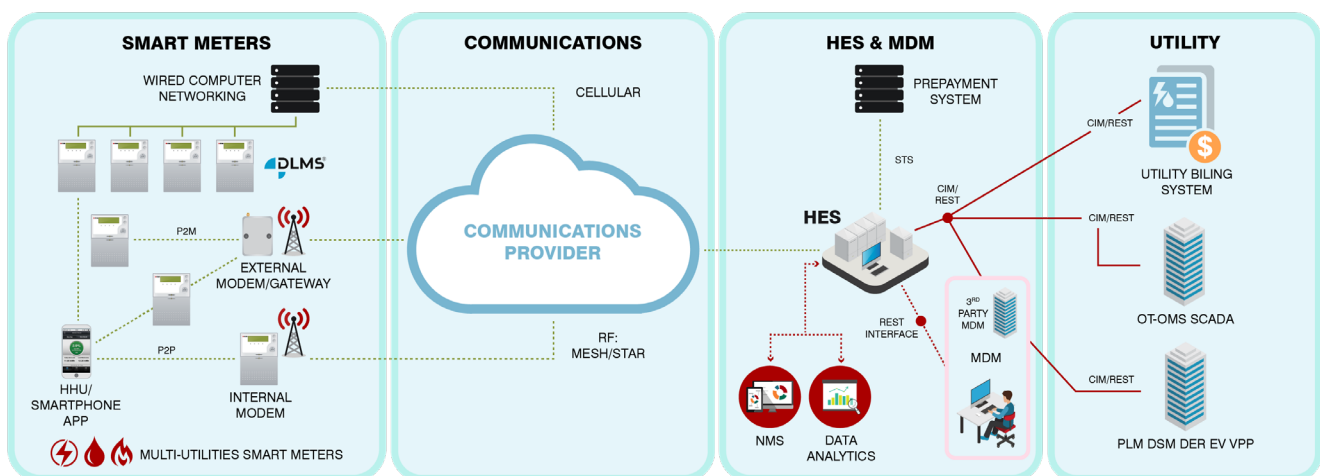 SMART METERS
WIRED COMPUTER
NETWORKING
DLMS®
P2M
EXTERNAL
MODEM/GATEWAY
P2P
HHU/
SMARTPHONE
APP
INTERNAL
MODEM
MULTI-UTILITIES SMART METERS
COMMUNICATIONS
CELLULAR
COMMUNICATIONS
PROVIDER
RF:
MESH/STAR
HES & MDM
PREPAYMENT
SYSTEM
STS
HES
CIM/
REST
REST
INTERFACE
3RD
PARTY
MDM
MDM
NMS
DATA
ANALYTICS
UTILITY
CIM/REST
$
UTILITY BILING
SYSTEM
CIM/REST
OT-OMS SCADA
CIM/REST
PLM DSM DER EV VPP